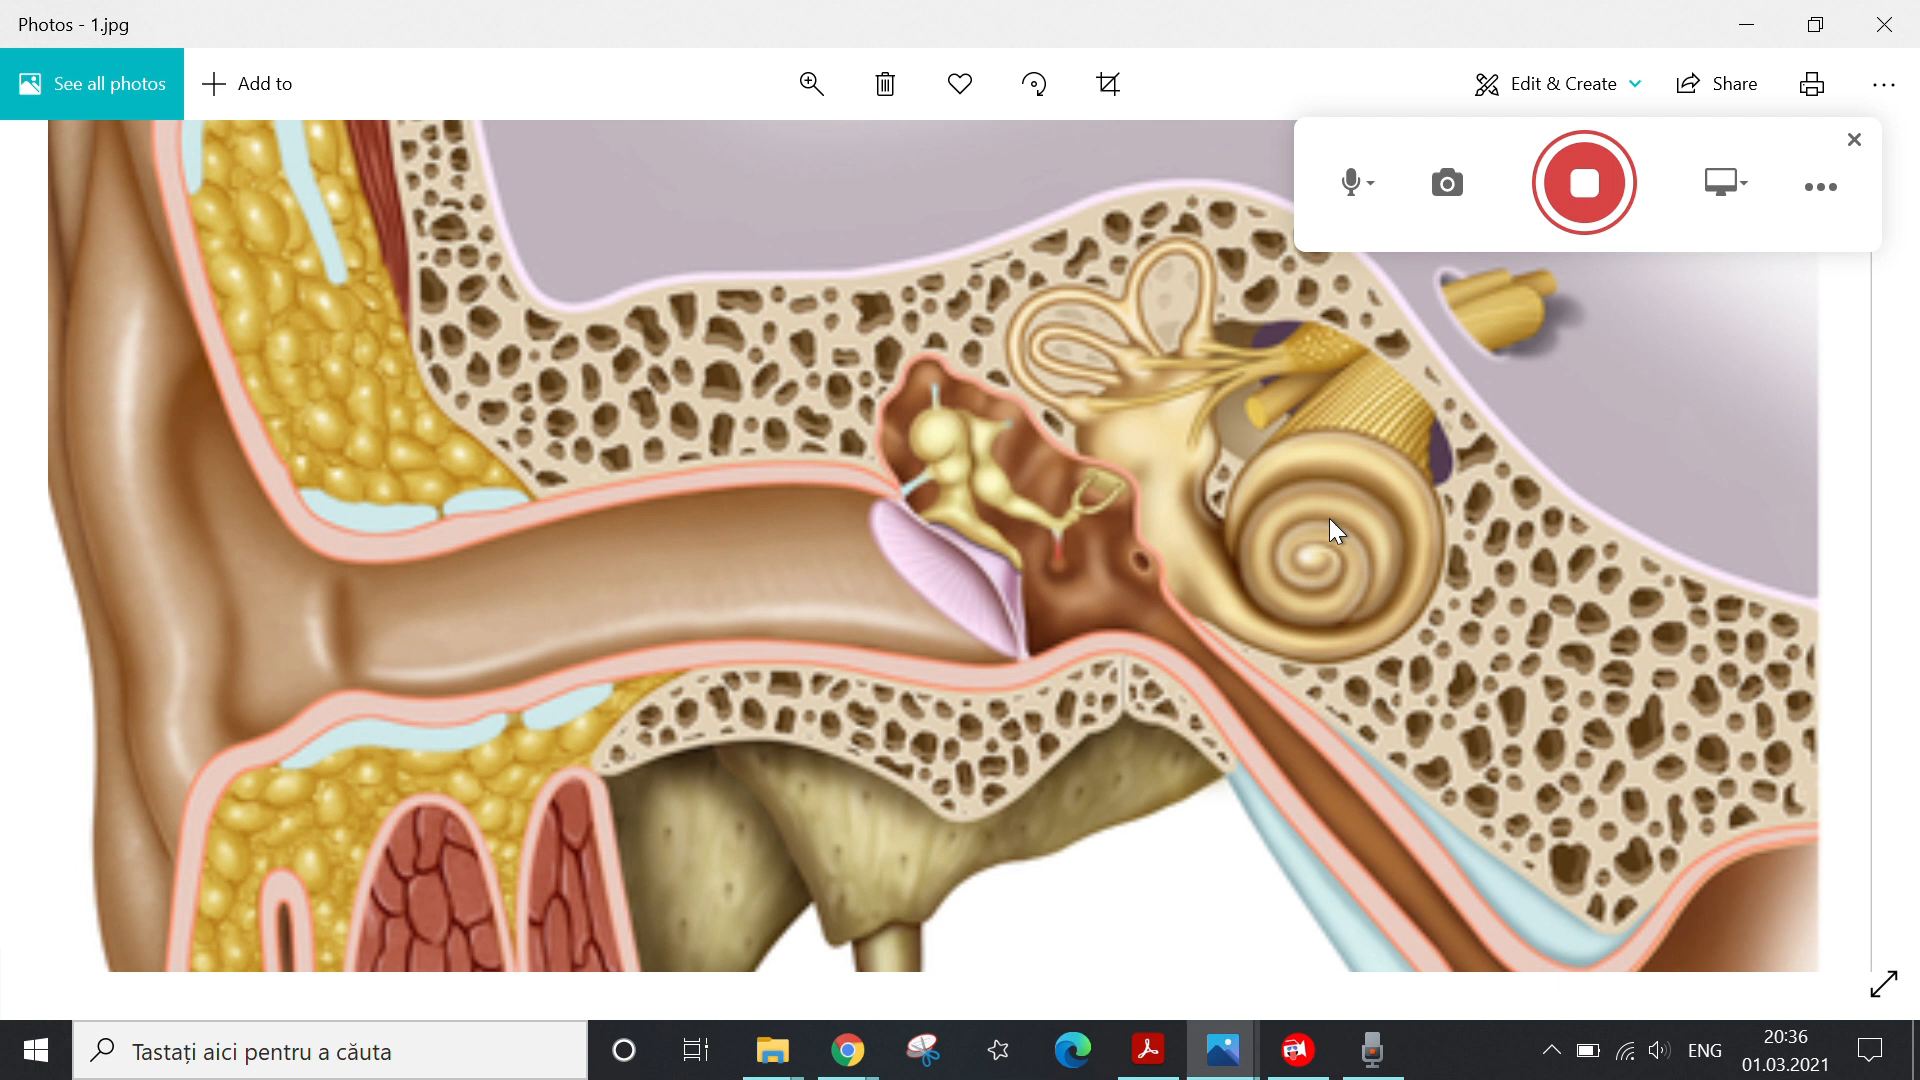 Photos - 1.jpg
See all photos
Add to
Edit & Create
Share
Tastați aici pentru a căuta
ENG
20:36
01.03.2021